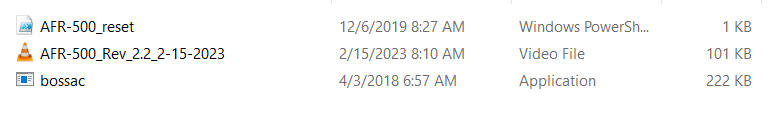 AFR-500_reset 12/6/2019 8:27 AM Windows PowerSh... 1 KB
AFR-500_Rev_2.2_2-15-2023 2/15/2023 8:10 AM Video File 101 KB
bossac 4/3/2018 6:57 AM Application 222 KB